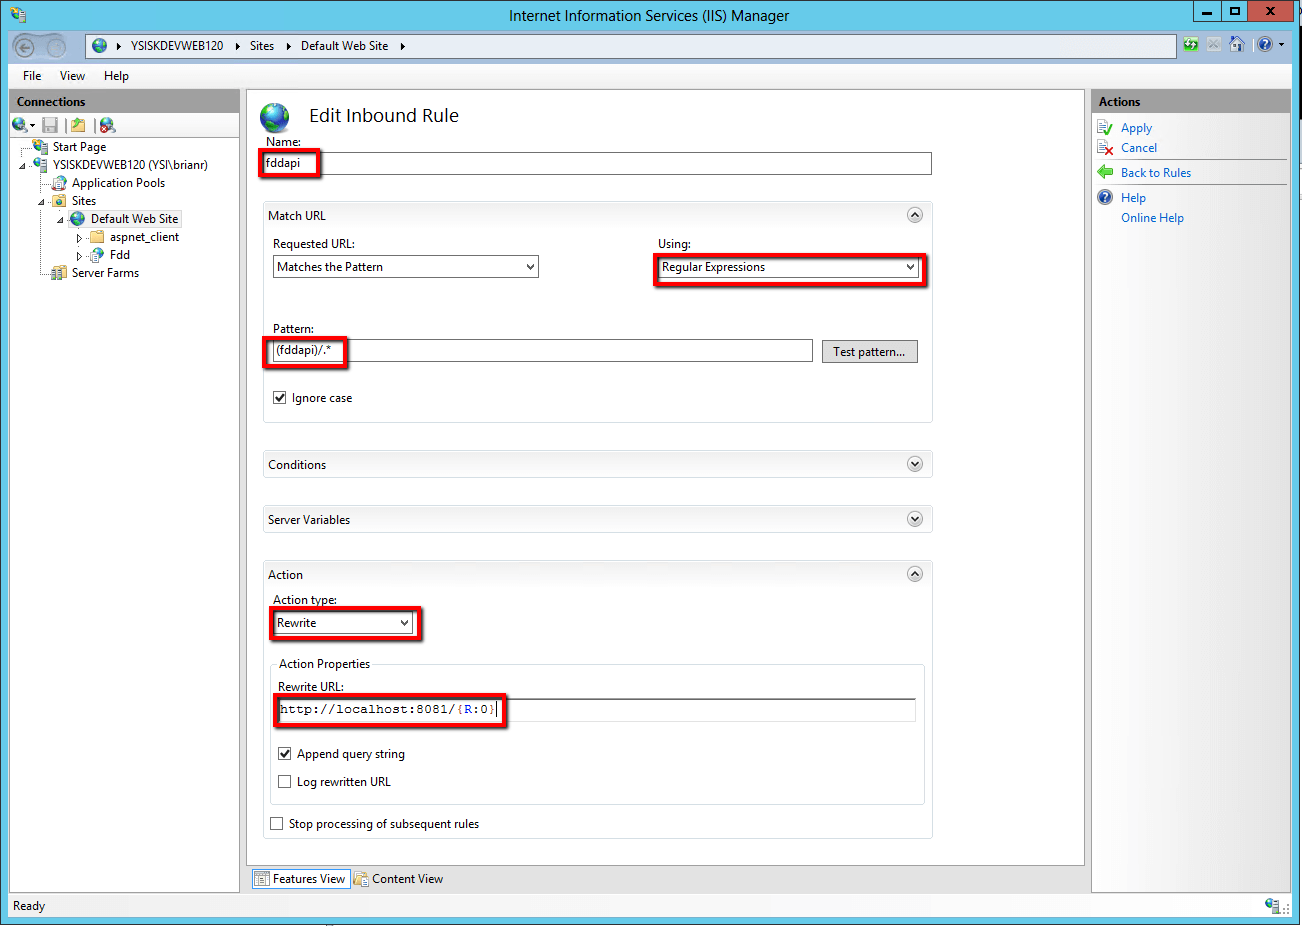 Internet Information Services (IIS) Manager
YSISKDEVWEB120 Sites Default Web Site
File View Help
Connections
Start Page
YSISKDEVWEB120 (YSI\brianr)
Application Pools
Sites
Default Web Site
aspnet_client
Fdd
Server Farms
Edit Inbound Rule
Name:
fddapi
Match URL
Requested URL: Using:
Matches the Pattern Regular Expressions
Pattern:
(fddapi)/.* Test pattern...
Ignore case
Conditions
Server Variables
Action
Action type:
Rewrite
Action Properties
Rewrite URL:
http://localhost:8081/{R:0}
Append query string
Log rewritten URL
Stop processing of subsequent rules
Features View Content View
Actions
Apply
Cancel
Back to Rules
Help
Online Help
Ready